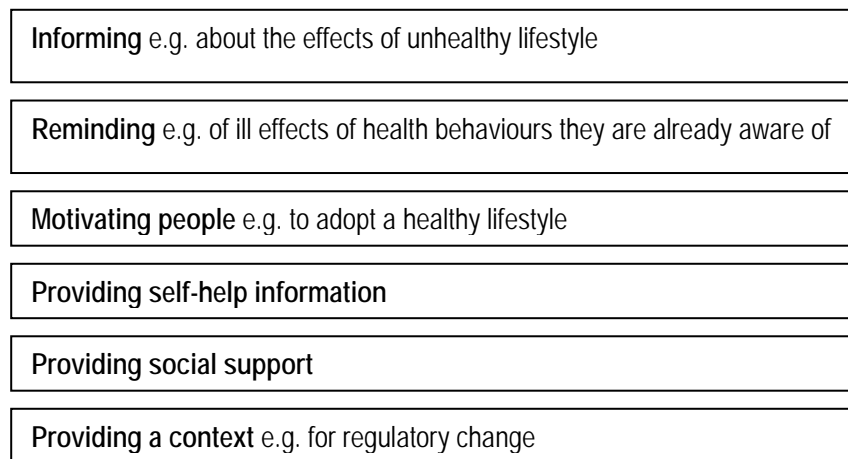 Informing e.g. about the effects of unhealthy lifestyle
Reminding e.g. of ill effects of health behaviours they are already aware of
Motivating people e.g. to adopt a healthy lifestyle
Providing self-help information
Providing social support
Providing a context e.g. for regulatory change